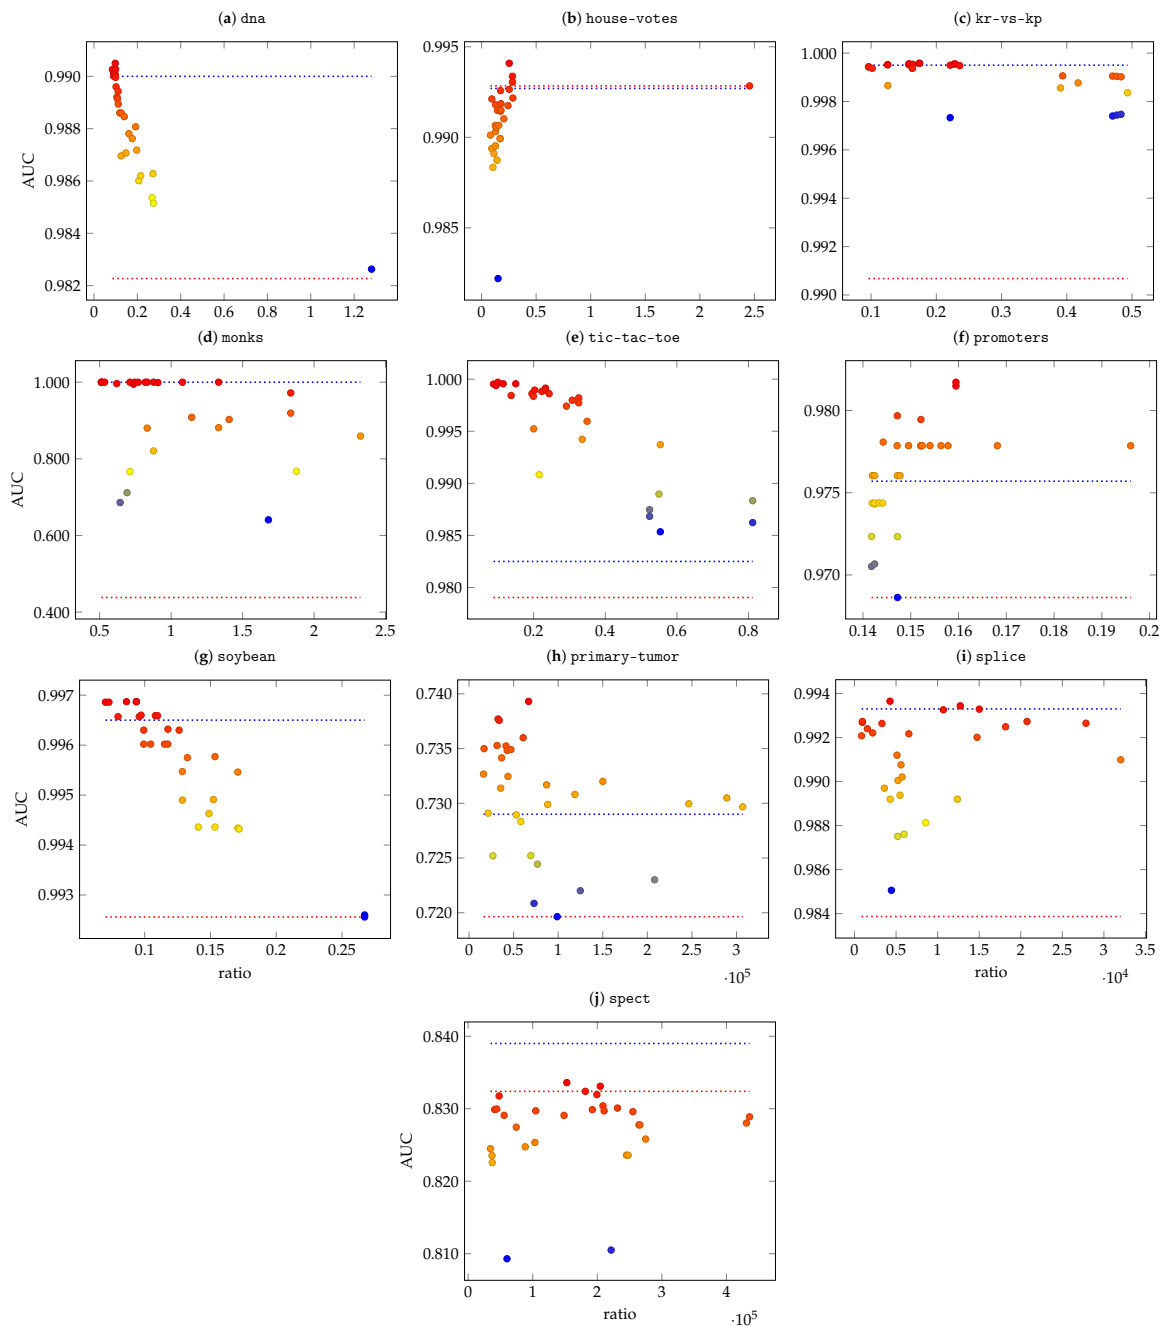 (a) dna
(b) house-votes
(c) kr-vs-kp
0.990
0.988
0.986
0.984
0.982
AUC
0 0.2 0.4 0.6 0.8 1 1.2
0.995
0.990
0.985
0 0.5 1 1.5 2 2.5
1.000
0.998
0.996
0.994
0.992
0.990
0.1 0.2 0.3 0.4 0.5
(d) monks
(e) tic-tac-toe
(f) promoters
1.000
0.800
0.600
0.400
AUC
0.5 1 1.5 2 2.5
1.000
0.995
0.990
0.985
0.980
0.2 0.4 0.6 0.8
0.980
0.975
0.970
0.14 0.15 0.16 0.17 0.18 0.19 0.2
(g) soybean
(h) primary-tumor
(i) splice
0.997
0.996
0.995
0.994
0.993
AUC
0.1 0.15 0.2 0.25
ratio
0.740
0.735
0.730
0.725
0.720
0 0.5 1 1.5 2 2.5 3
ratio
·10⁵
0.994
0.992
0.990
0.988
0.986
0.984
0 0.5 1 1.5 2 2.5 3 3.5
ratio
·10⁴
(j) spect
0.840
0.830
0.820
0.810
AUC
0 1 2 3 4
ratio
·10⁵